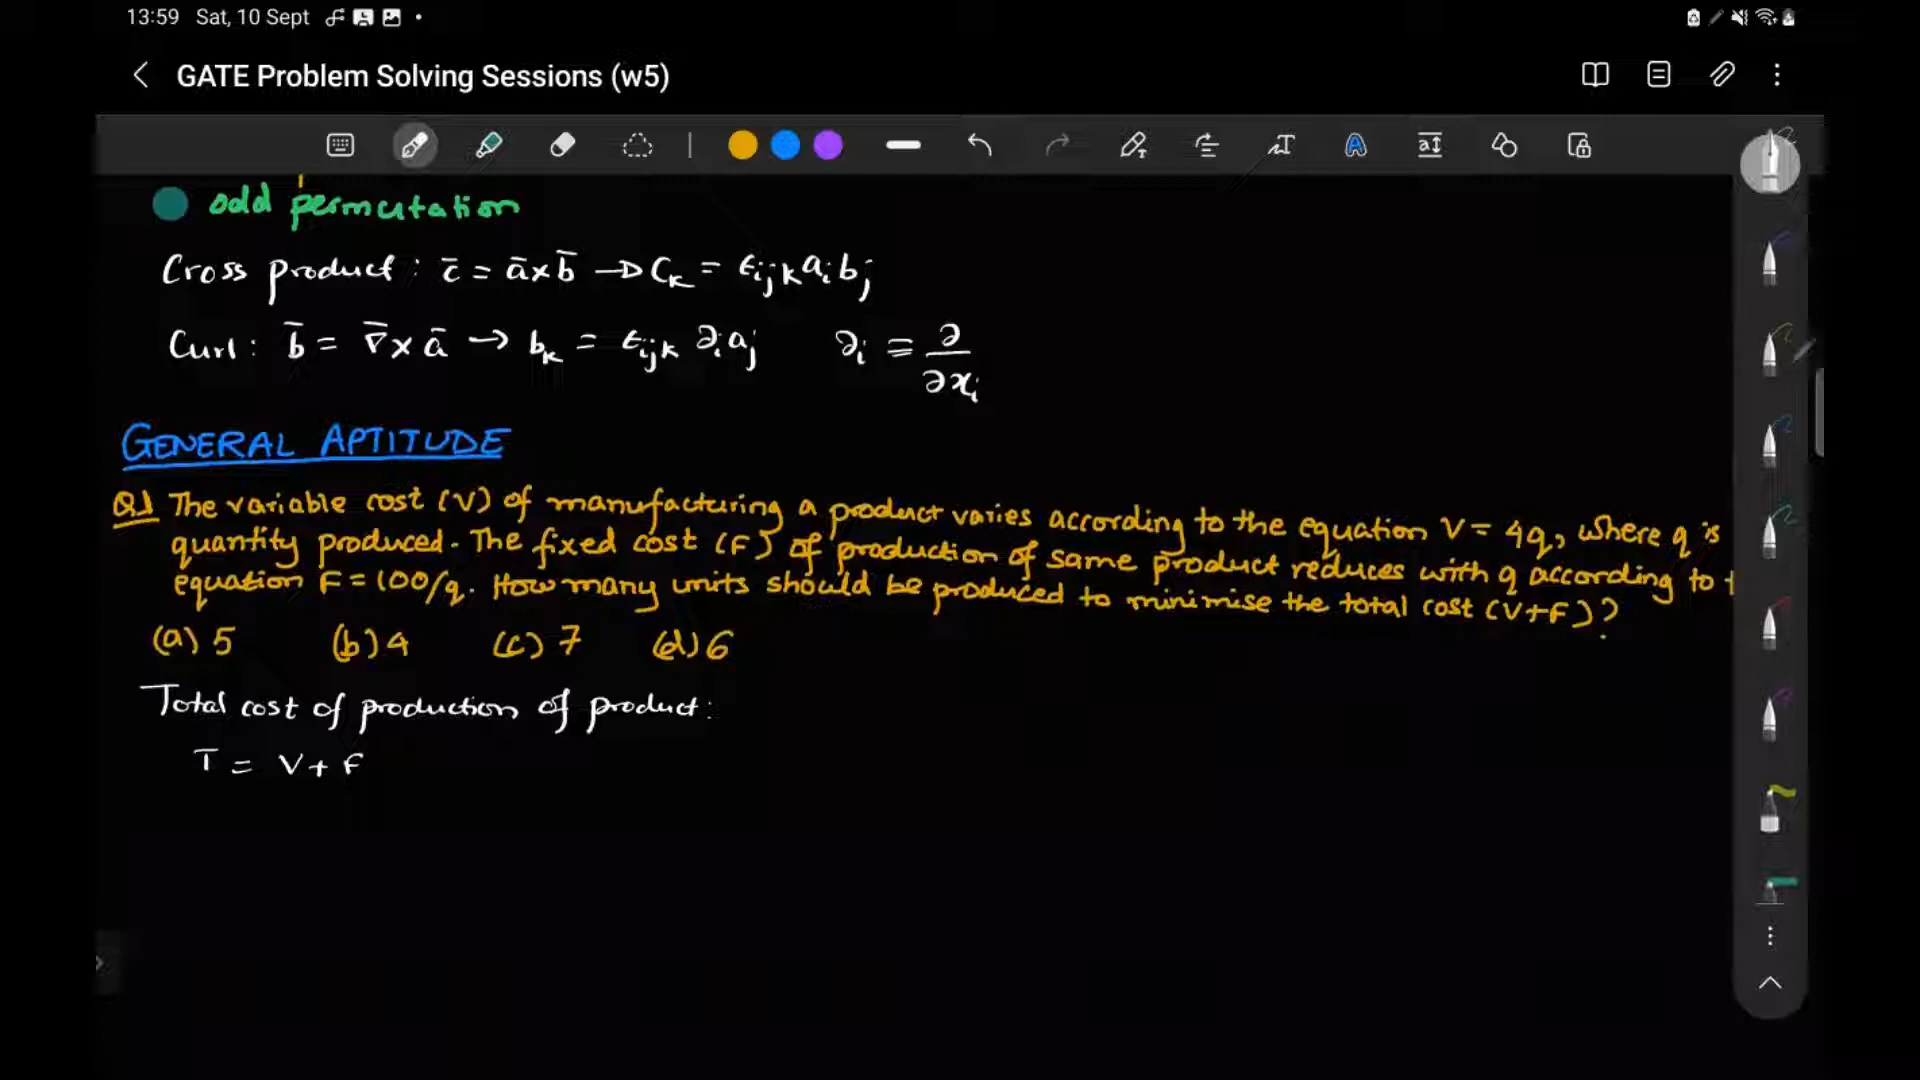 13:59 Sat, 10 Sept
GATE Problem Solving Sessions (w5)
odd permutation
Cross product: c̄ = ā×b̄ → Cₖ = ϵᵢⱼₖaᵢbⱼ
Curl: b̄ = ∇̄×ā → bₖ = ϵᵢⱼₖ ∂ᵢaⱼ ∂ᵢ ≡ ∂/∂xᵢ
GENERAL APTITUDE
Q1 The variable cost (V) of manufacturing a product varies according to the equation V = 4q, where q is
quantity produced. The fixed cost (F) of production of same product reduces with q according to
equation F = 100/q. How many units should be produced to minimise the total cost (V+F)?
(a) 5 (b) 4 (c) 7 (d) 6
Total cost of production of product:
T = V + F